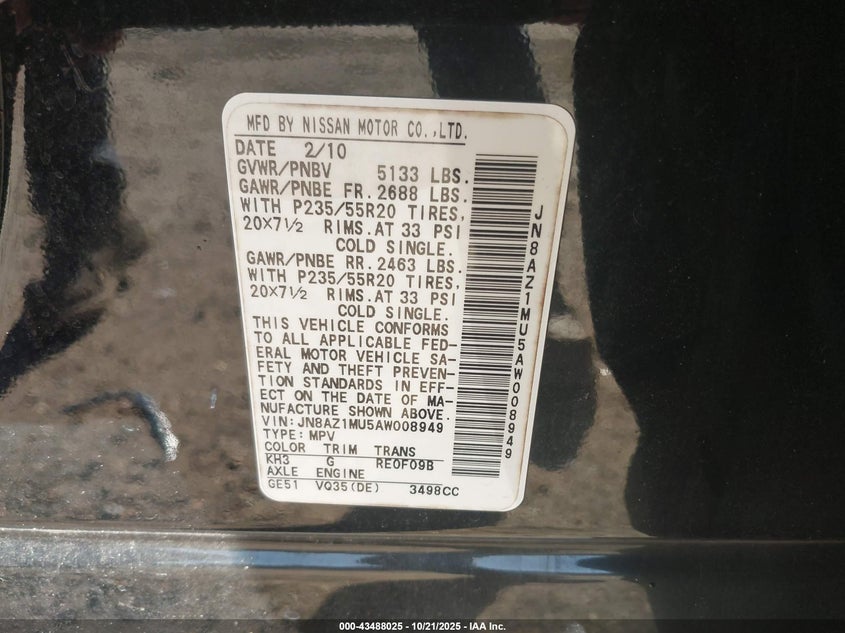 MFD BY NISSAN MOTOR CO.,LTD.
DATE 2/10
GVWR/PNBV 5133 LBS.
GAWR/PNBE FR.2688 LBS.
WITH P235/55R20 TIRES,
20X7½ RIMS.AT 33 PSI
COLD SINGLE.
GAWR/PNBE RR.2463 LBS.
WITH P235/55R20 TIRES,
20X7½ RIMS.AT 33 PSI
COLD SINGLE.
THIS VEHICLE CONFORMS
TO ALL APPLICABLE FED-
ERAL MOTOR VEHICLE SA-
FETY AND THEFT PREVEN-
TION STANDARDS IN EFF-
ECT ON THE DATE OF MA-
NUFACTURE SHOWN ABOVE.
VIN:JN8AZ1MU5AW008949
TYPE:MPV
COLOR TRIM TRANS
KH3 G RE0F09B
AXLE ENGINE
GE51 VQ35(DE) 3498CC
JN8AZ1MU5AW008949
000-43488025 - 10/21/2025 - IAA Inc.